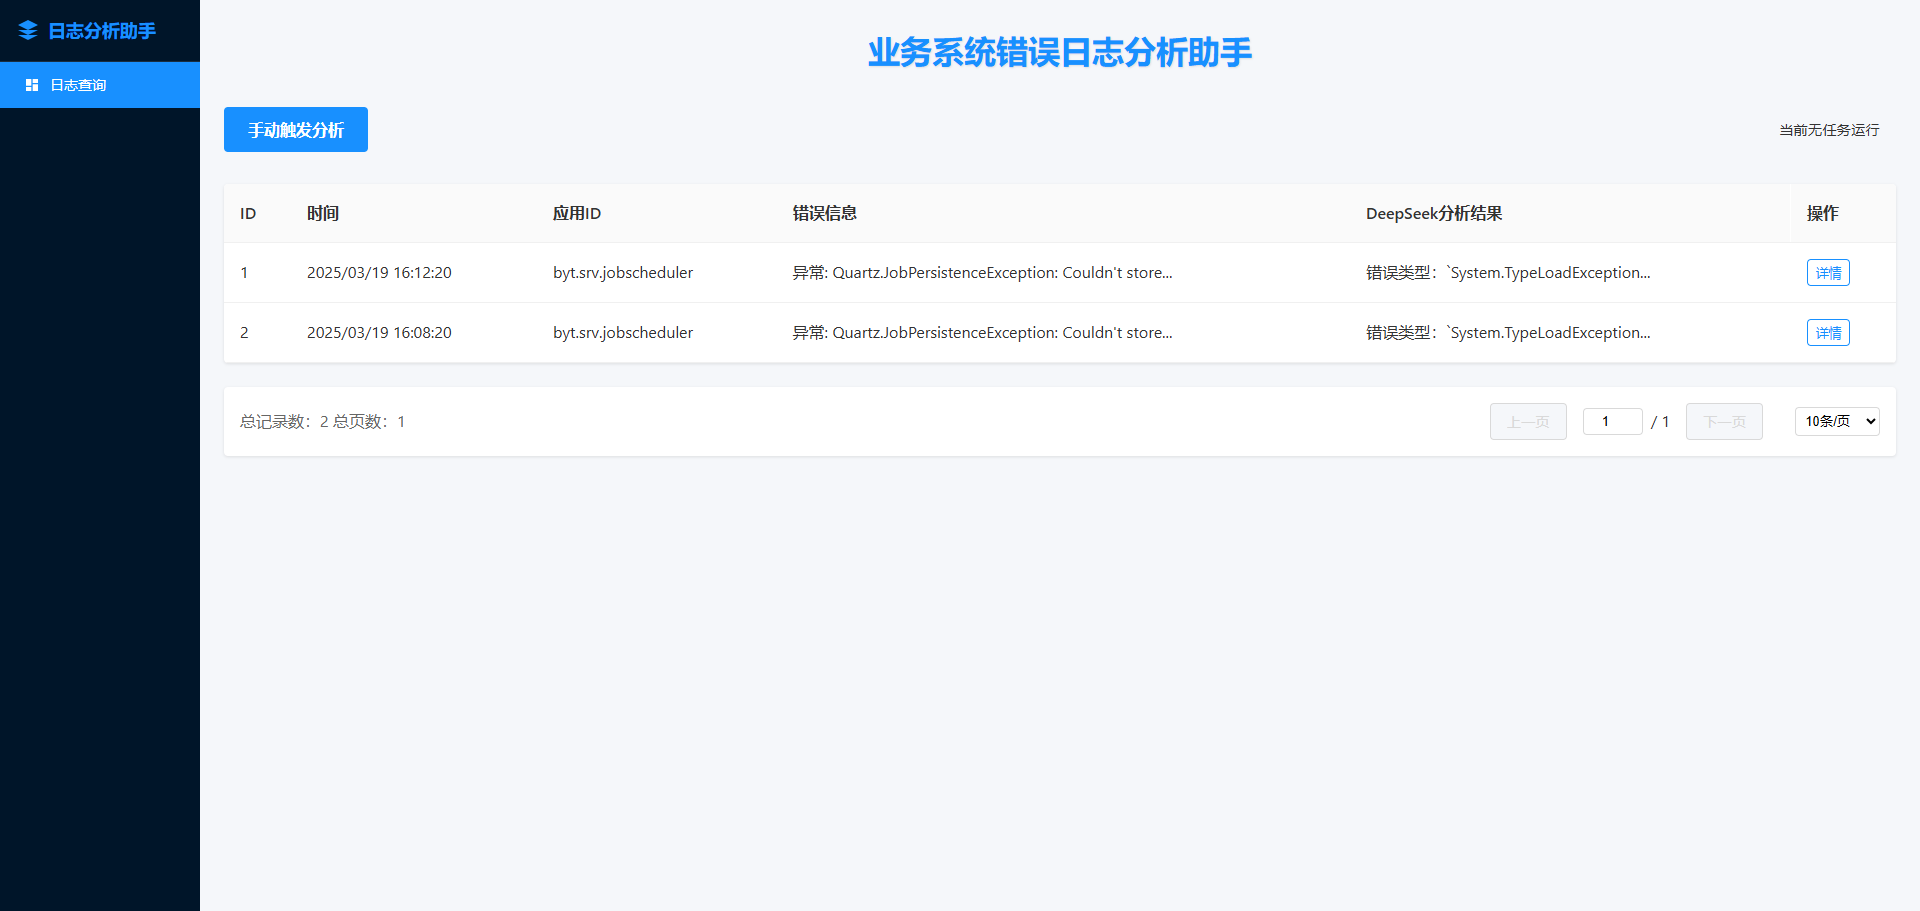 日志分析助手
日志查询
业务系统错误日志分析助手
手动触发分析
当前无任务运行
ID 时间 应用ID 错误信息 DeepSeek分析结果 操作
1 2025/03/19 16:12:20 byt.srv.jobscheduler 异常: Quartz.JobPersistenceException: Couldn't store... 错误类型：`System.TypeLoadException... 详情
2 2025/03/19 16:08:20 byt.srv.jobscheduler 异常: Quartz.JobPersistenceException: Couldn't store... 错误类型：`System.TypeLoadException... 详情
总记录数：2 总页数：1 上一页 1 / 1 下一页 10条/页